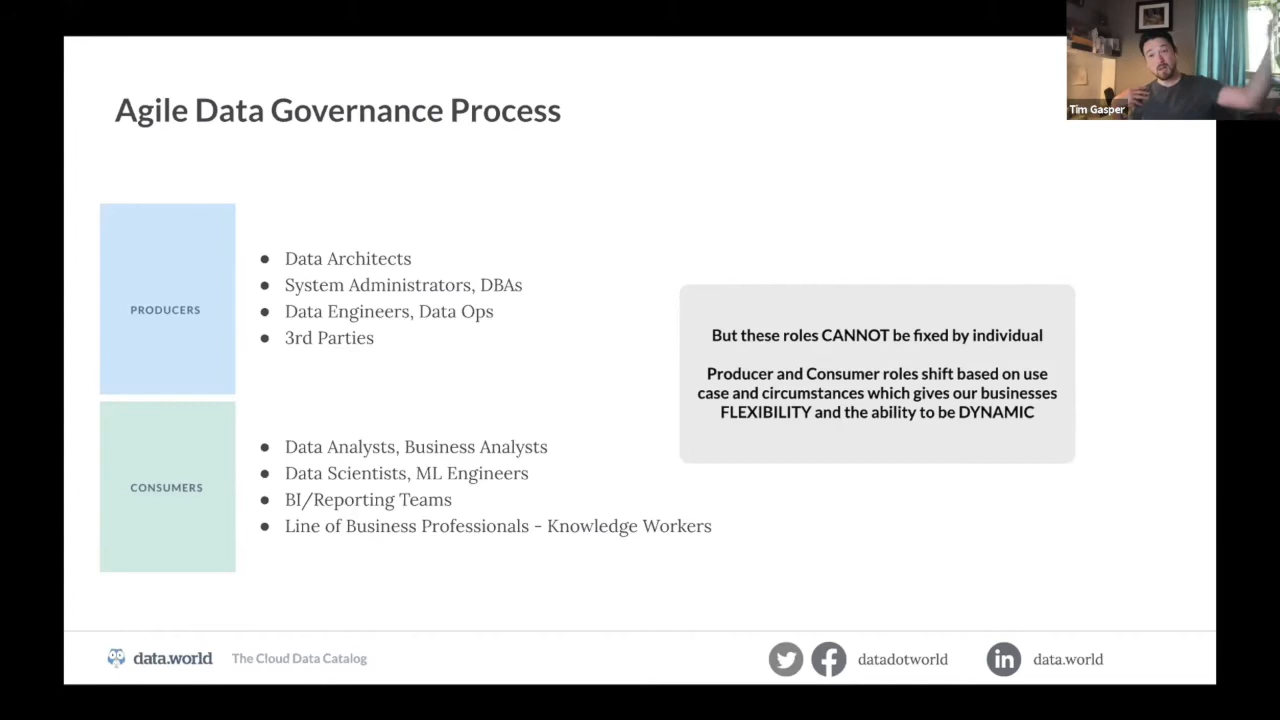 Tim Gasper
Agile Data Governance Process
PRODUCERS
● Data Architects
● System Administrators, DBAs
● Data Engineers, Data Ops
● 3rd Parties
CONSUMERS
● Data Analysts, Business Analysts
● Data Scientists, ML Engineers
● BI/Reporting Teams
● Line of Business Professionals - Knowledge Workers
But these roles CANNOT be fixed by individual
Producer and Consumer roles shift based on use
case and circumstances which gives our businesses
FLEXIBILITY and the ability to be DYNAMIC
data.world The Cloud Data Catalog
datadotworld
in data.world